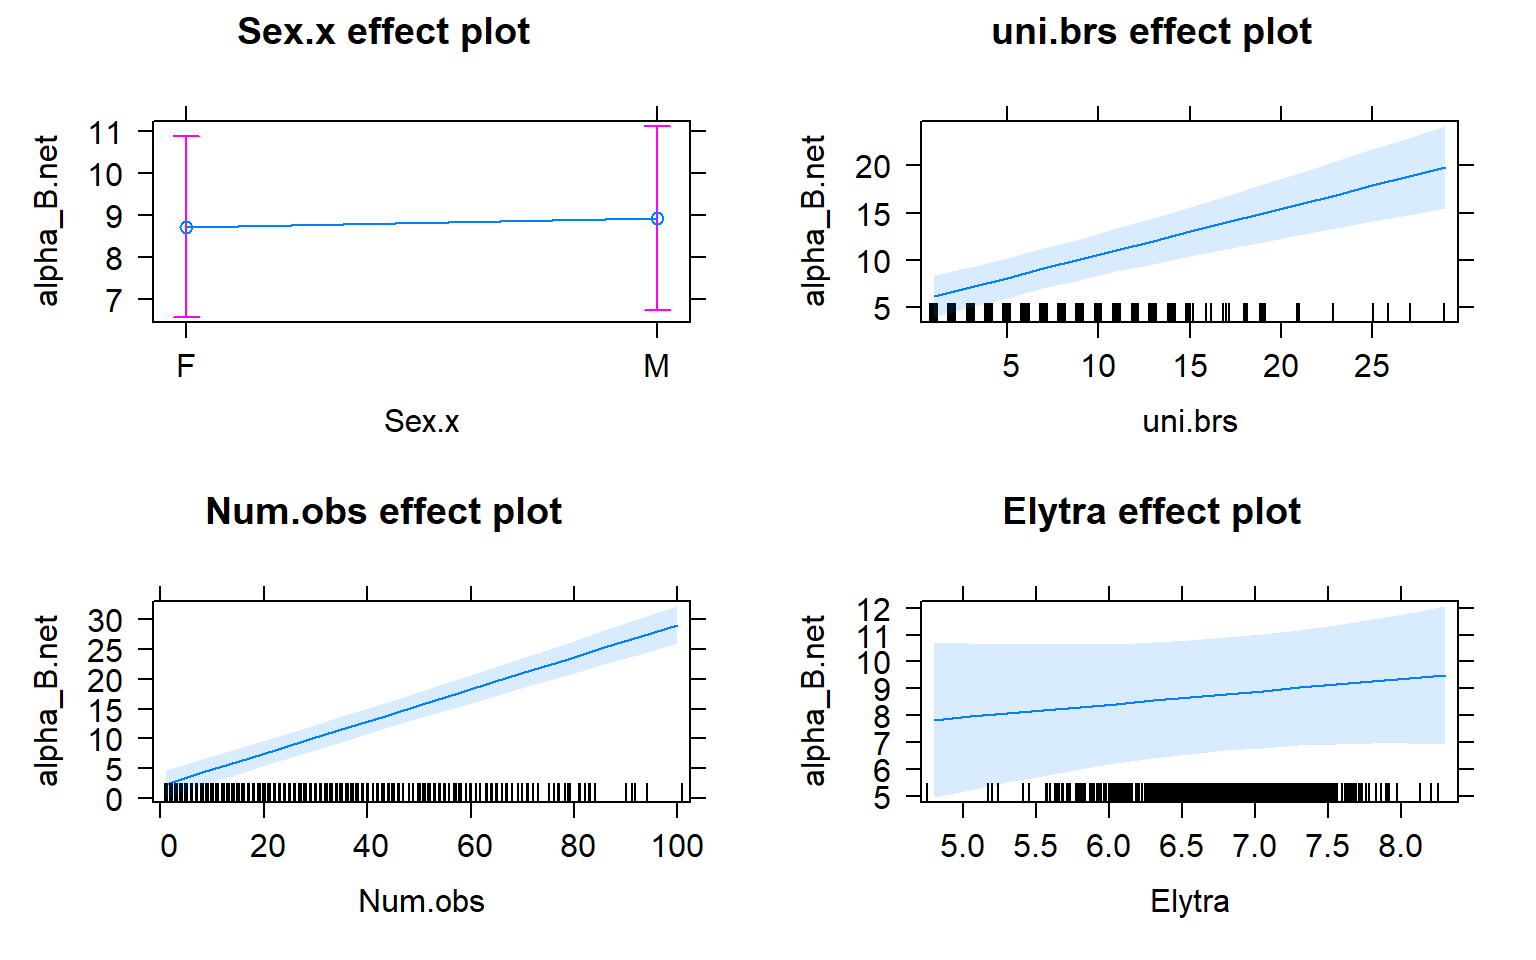 Sex.x effect plot
alpha_B.net
11
10
9
8
7
F M
Sex.x
uni.brs effect plot
alpha_B.net
20
15
10
5
5 10 15 20 25
uni.brs
Num.obs effect plot
alpha_B.net
30
25
20
15
10
5
0
0 20 40 60 80 100
Num.obs
Elytra effect plot
alpha_B.net
12
11
10
9
8
7
6
5
5.0 5.5 6.0 6.5 7.0 7.5 8.0
Elytra